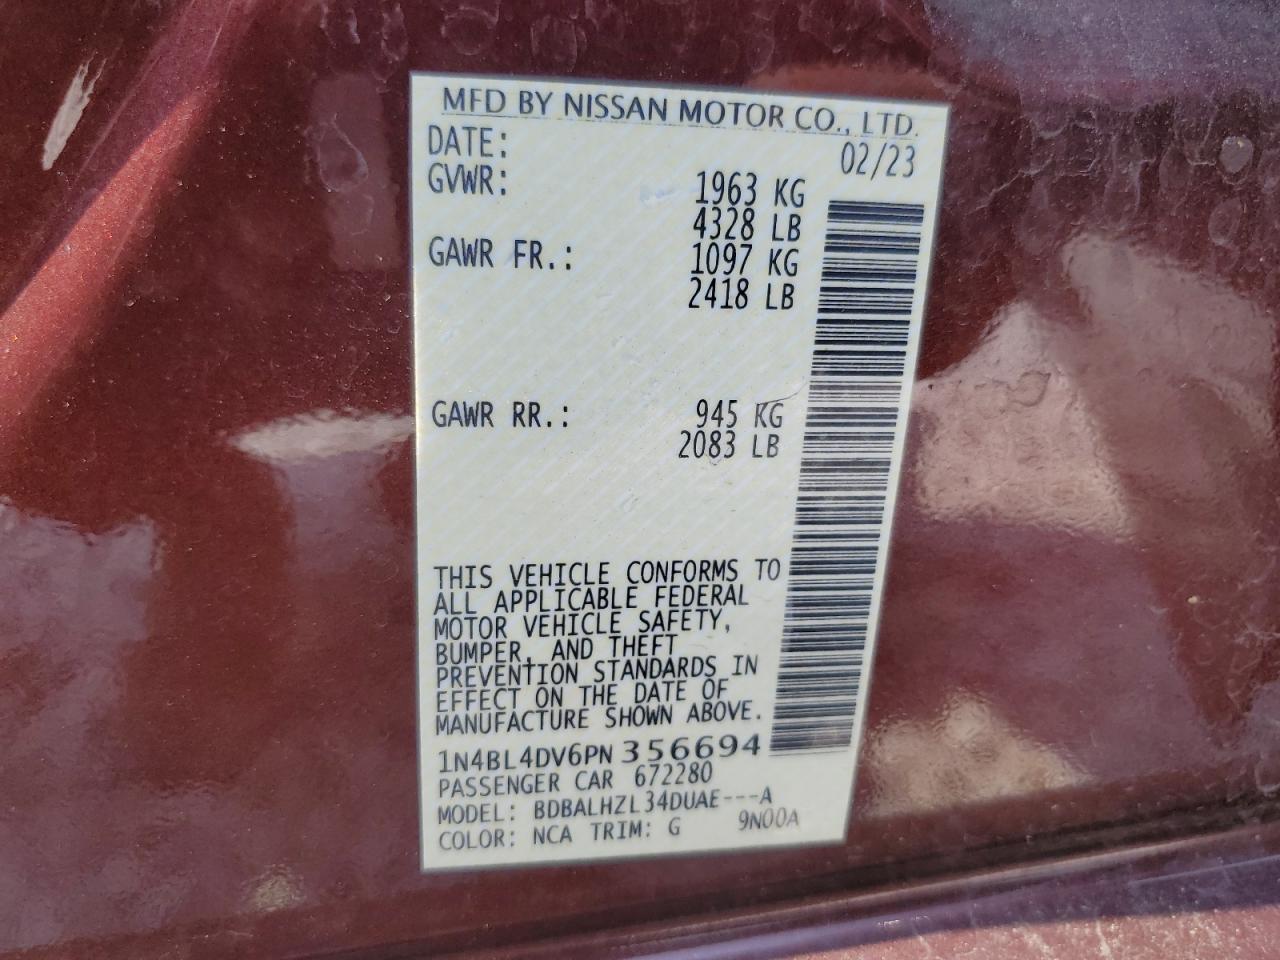 MFD BY NISSAN MOTOR CO., LTD.
DATE: 02/23
GVWR: 1963 KG
4328 LB
GAWR FR.: 1097 KG
2418 LB
GAWR RR.: 945 KG
2083 LB
THIS VEHICLE CONFORMS TO
ALL APPLICABLE FEDERAL
MOTOR VEHICLE SAFETY,
BUMPER, AND THEFT
PREVENTION STANDARDS IN
EFFECT ON THE DATE OF
MANUFACTURE SHOWN ABOVE.
1N4BL4DV6PN356694
PASSENGER CAR 672280
MODEL: BDBALHZL34DUAE---A
COLOR: NCA TRIM: G 9N00A